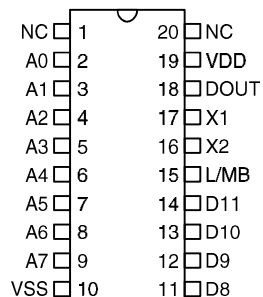 NC 1 20 NC
A0 2 19 VDD
A1 3 18 DOUT
A2 4 17 X1
A3 5 16 X2
A4 6 15 L/MB
A5 7 14 D11
A6 8 13 D10
A7 9 12 D9
VSS 10 11 D8